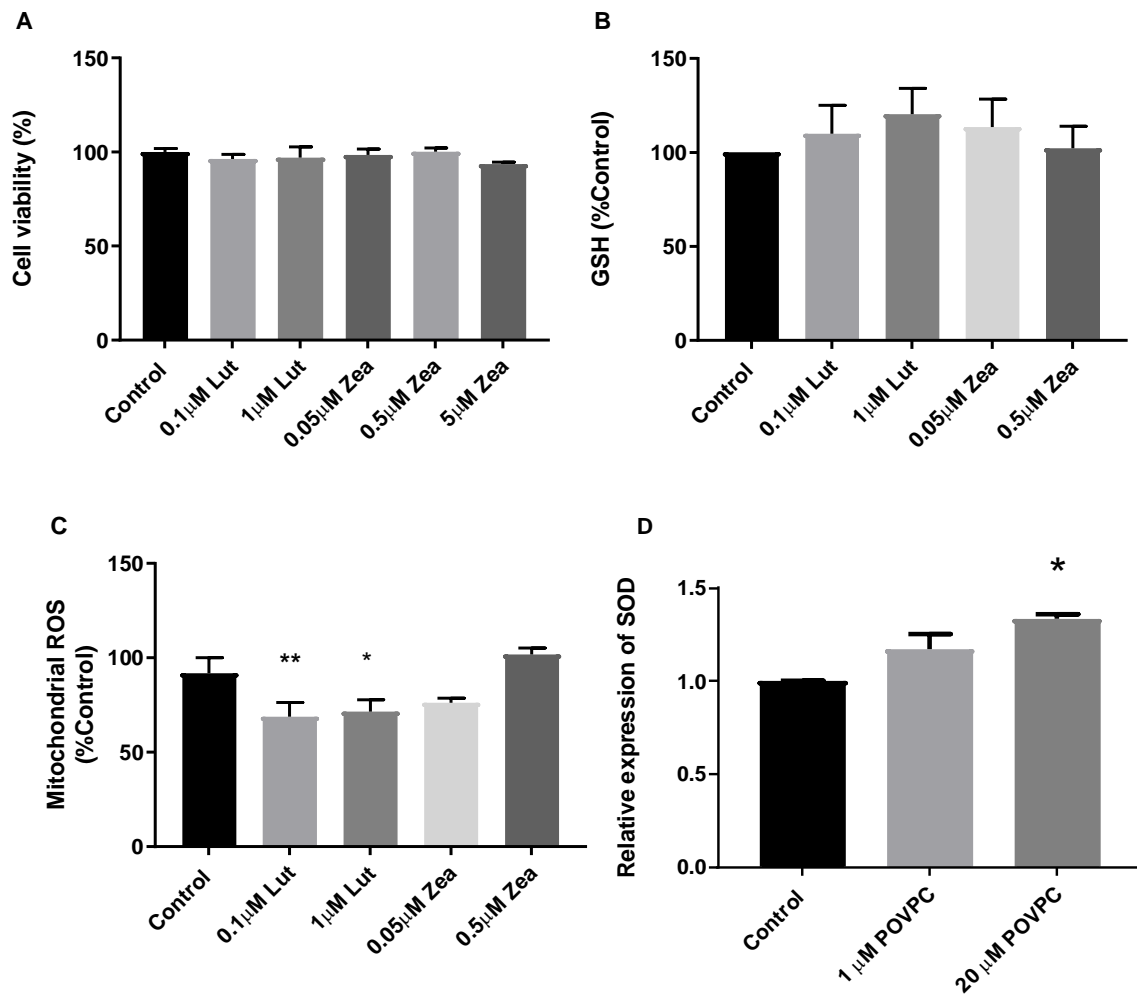 A
Cell viability (%)
150
100
50
0
Control
0.1μM Lut
1μM Lut
0.05μM Zea
0.5μM Zea
5μM Zea
B
GSH (%Control)
150
100
50
0
Control
0.1μM Lut
1μM Lut
0.05μM Zea
0.5μM Zea
C
Mitochondrial ROS
(%Control)
150
100
50
0
**
*
Control
0.1μM Lut
1μM Lut
0.05μM Zea
0.5μM Zea
D
Relative expression of SOD
1.5
1.0
0.5
0.0
*
Control
1 μM POVPC
20 μM POVPC